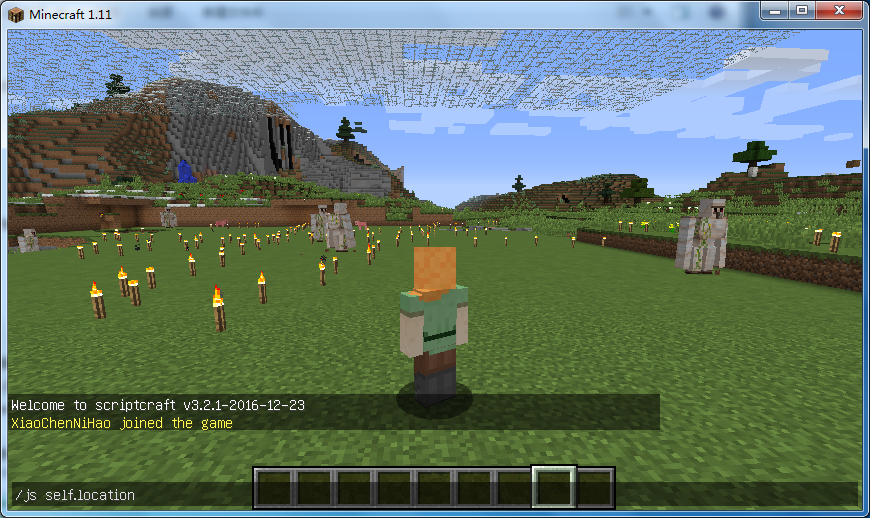 Minecraft 1.11
Welcome to scriptcraft v3.2.1-2016-12-23
XiaoChenNiHao joined the game
/js self.location